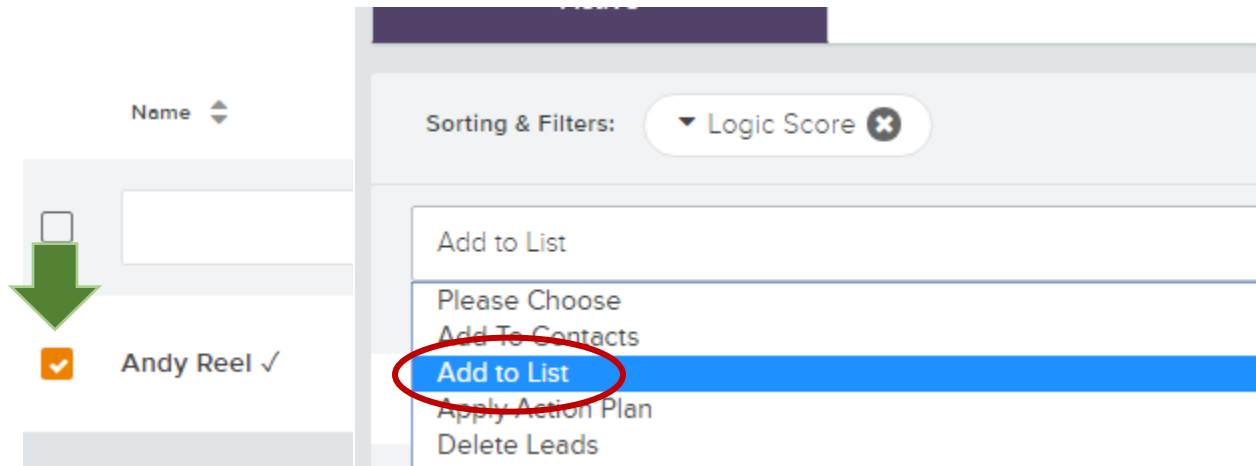 Name
Andy Reel ✓
Sorting & Filters:
Logic Score
Add to List
Please Choose
Add To Contacts
Add to List
Apply Action Plan
Delete Leads